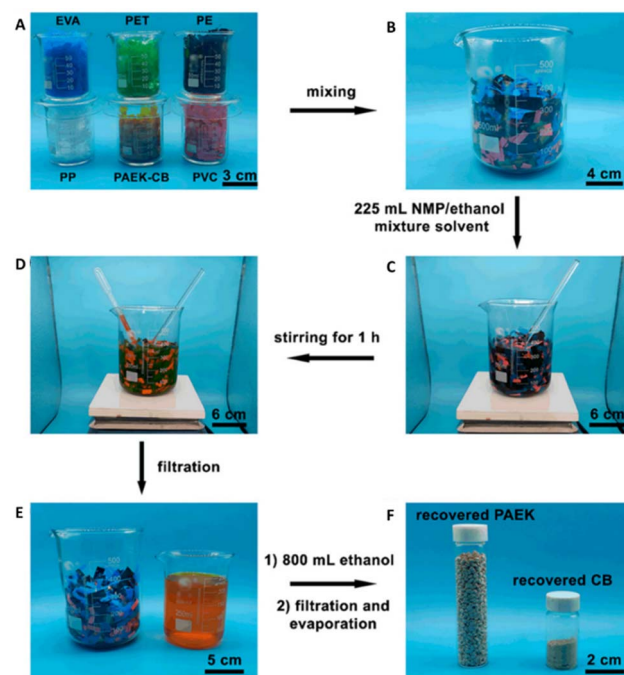 A
EVA PET PE
PP PAEK-CB PVC
3 cm
mixing
B
4 cm
225 mL NMP/ethanol
mixture solvent
C
6 cm
stirring for 1 h
D
6 cm
filtration
E
5 cm
1) 800 mL ethanol
2) filtration and
evaporation
F
recovered PAEK
recovered CB
2 cm